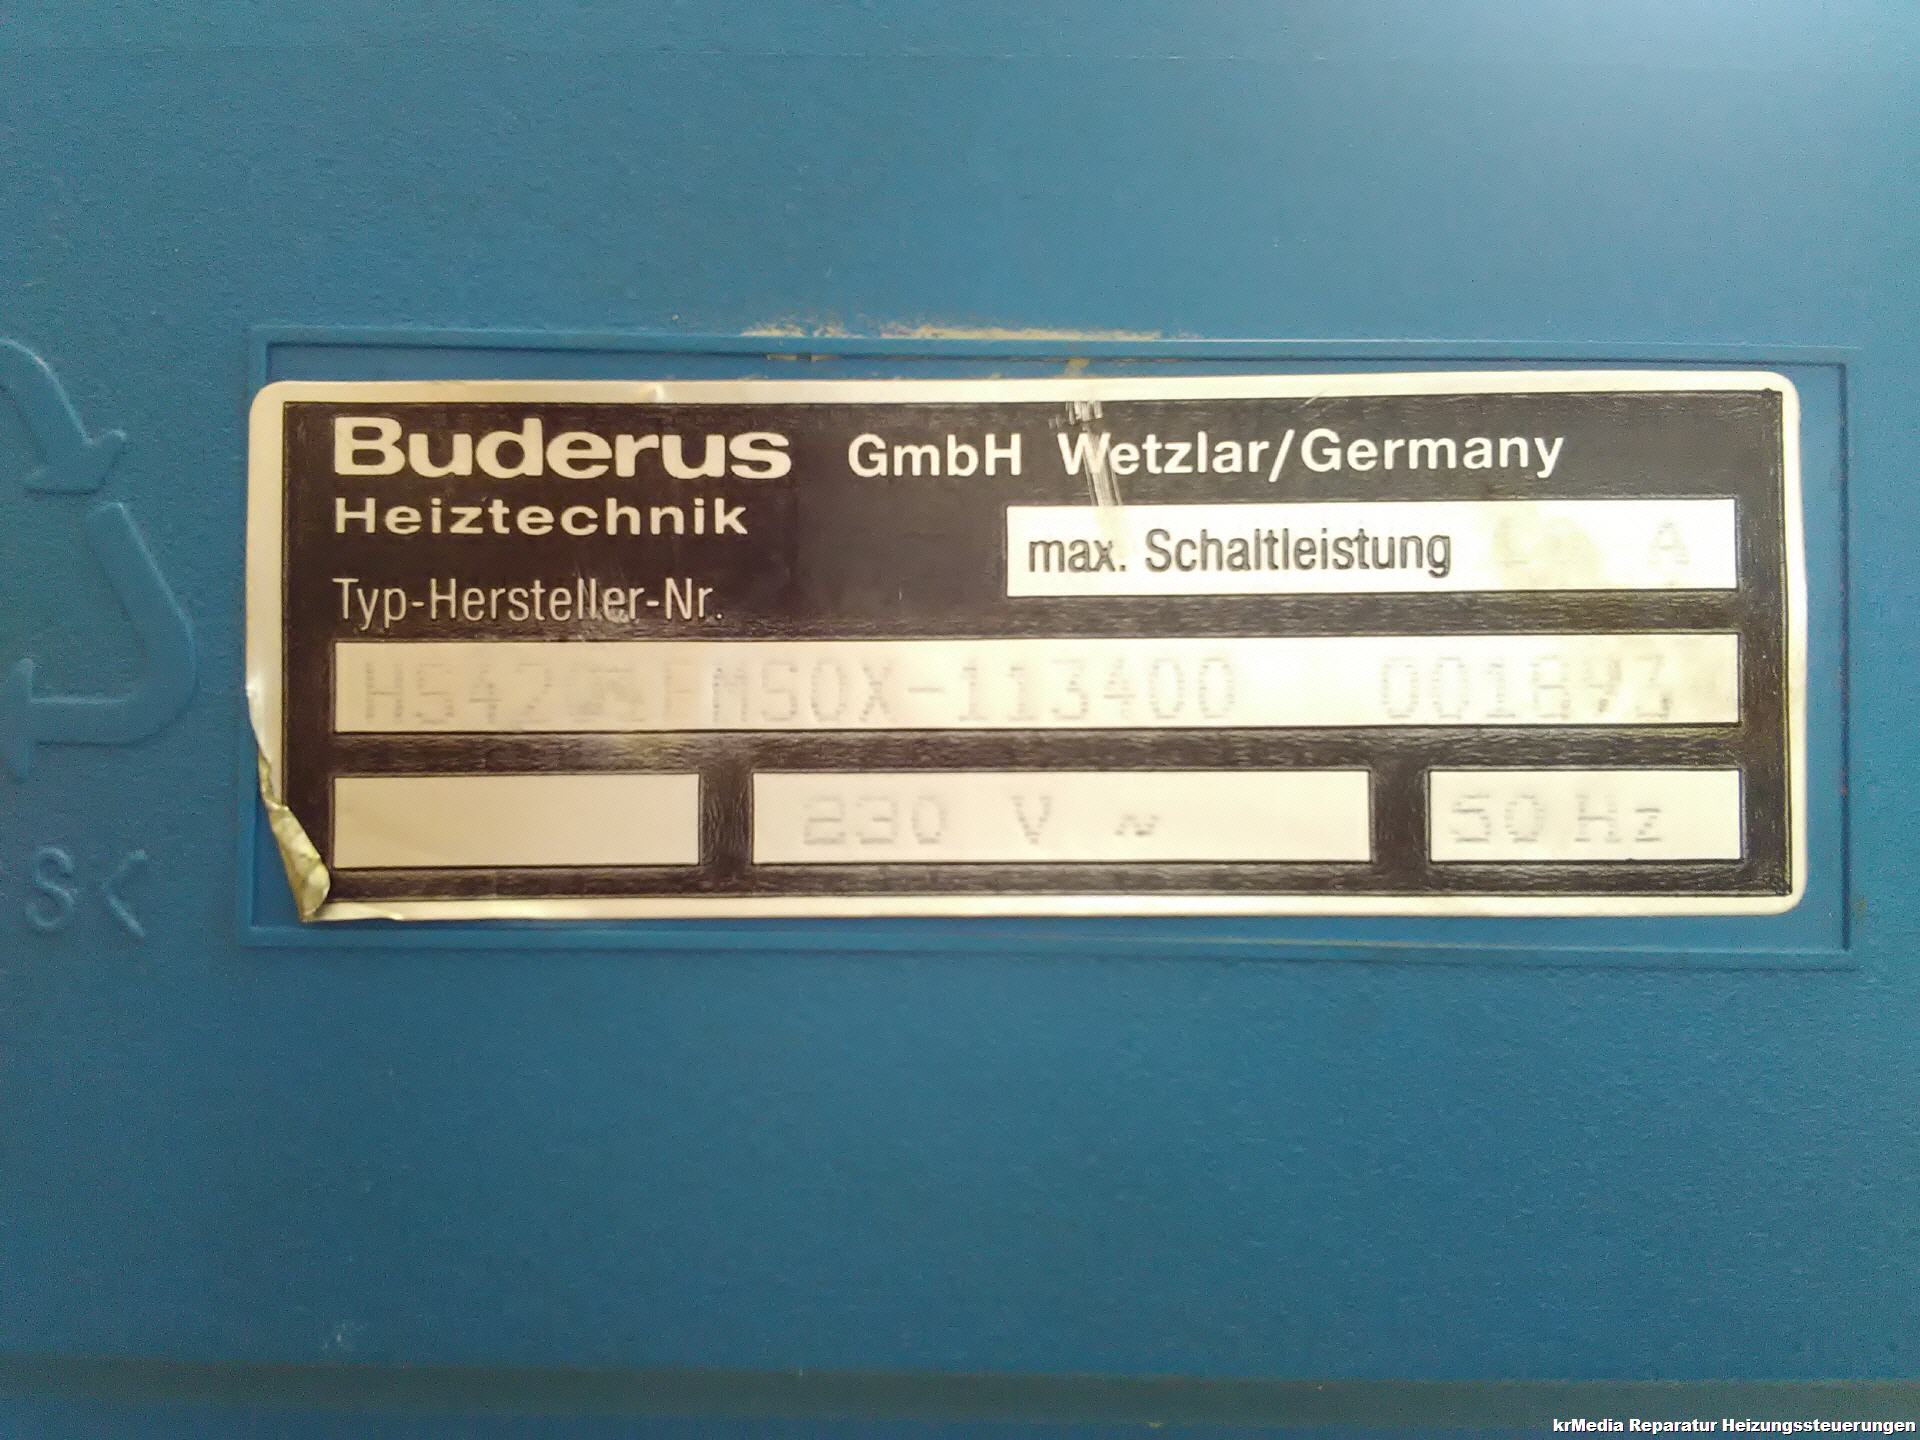 Buderus GmbH Wetzlar/Germany
Heiztechnik
max. Schaltleistung A
Typ-Hersteller-Nr.
MSOX-113400
230 V ~ 50 Hz
krMedia Reparatur Heizungssteuerungen